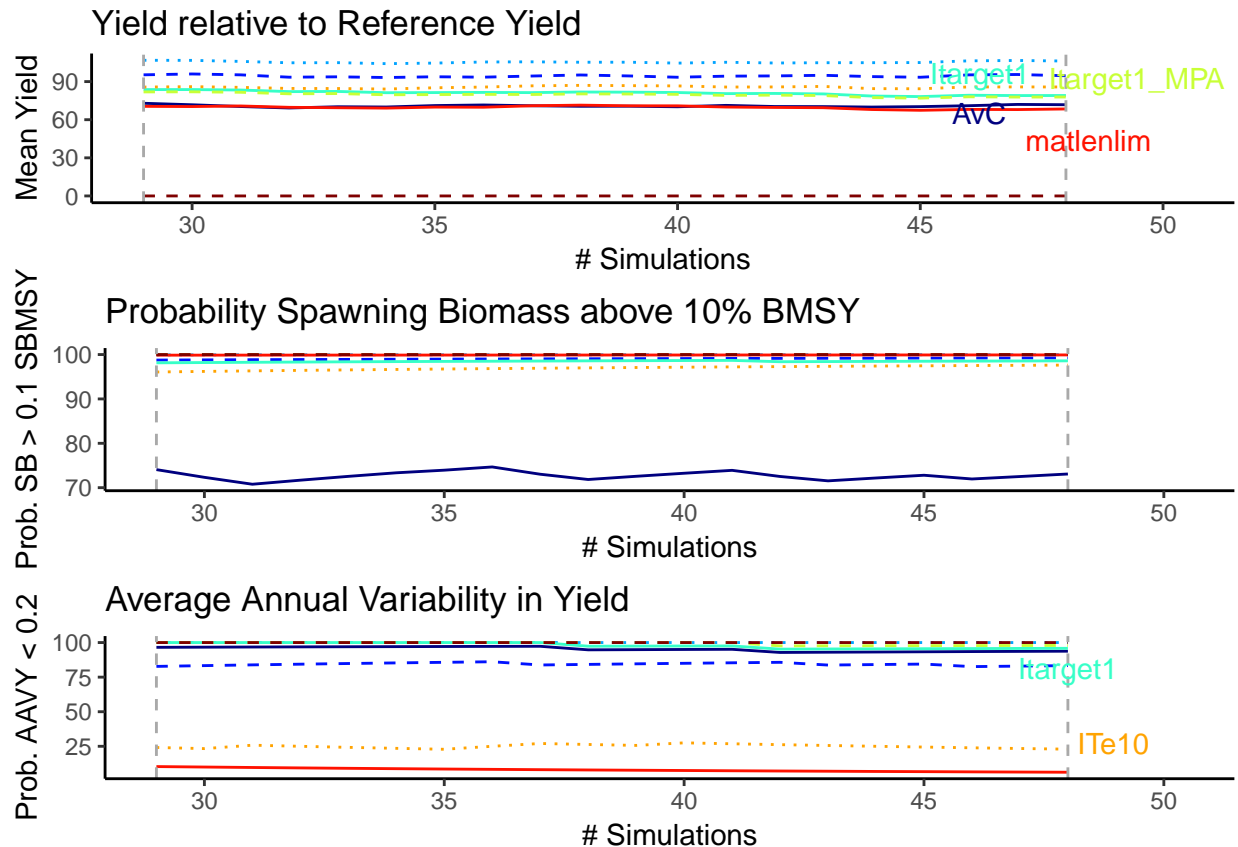 Yield relative to Reference Yield
Mean Yield
90
60
30
0
Itarget1
Itarget1_MPA
AvC
matlenlim
30 35 40 45 50
# Simulations
Probability Spawning Biomass above 10% BMSY
Prob. SB > 0.1 SBMSY
100
90
80
70
30 35 40 45 50
# Simulations
Average Annual Variability in Yield
Prob. AAVY < 0.2
100
75
50
25
Itarget1
ITe10
30 35 40 45 50
# Simulations